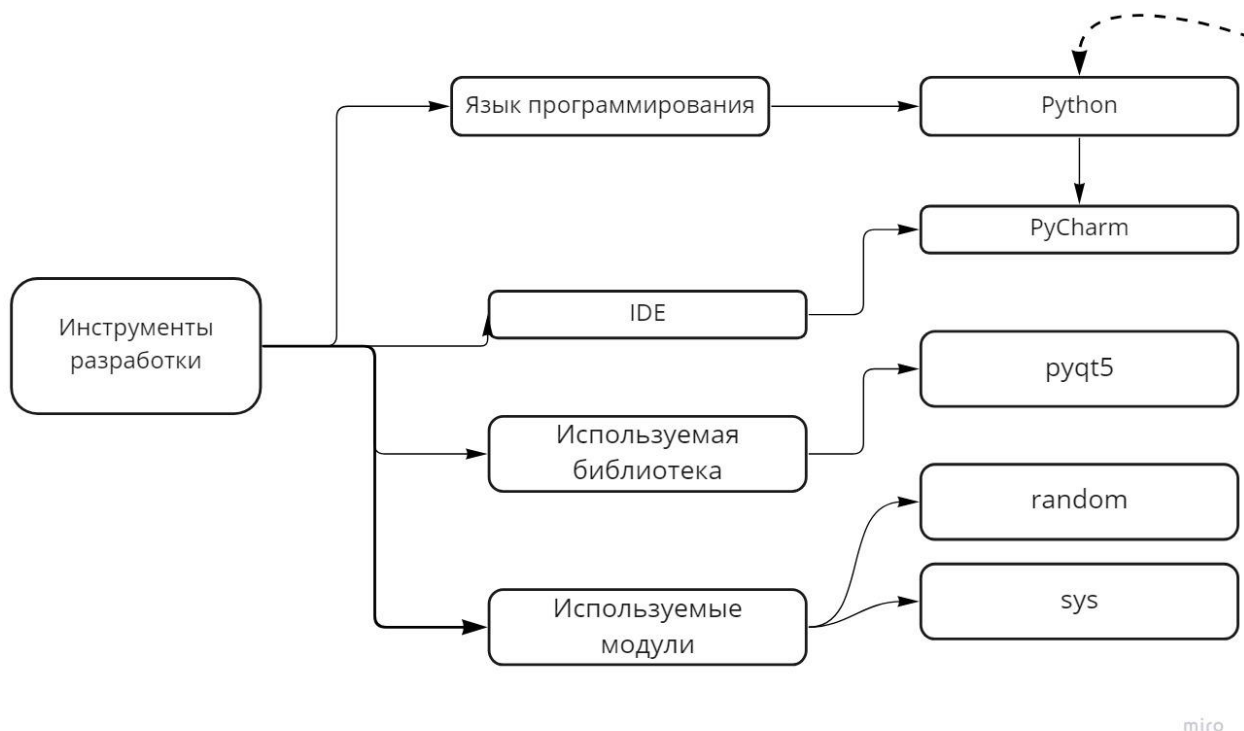 Язык программирования
Python
PyCharm
IDE
Инструменты
разработки
pyqt5
Используемая
библиотека
random
sys
Используемые
модули
miro